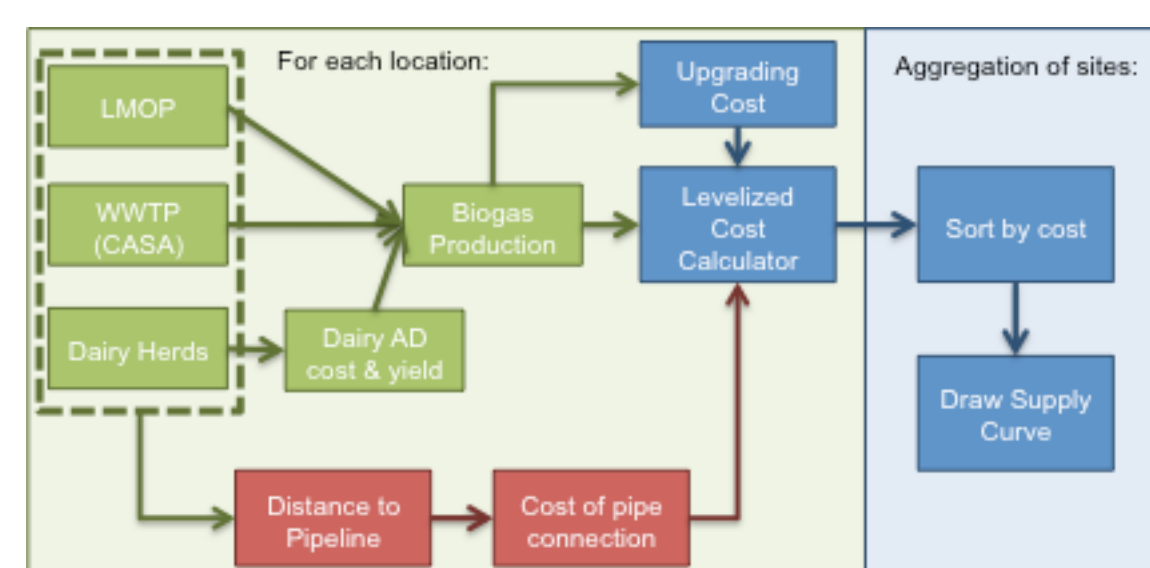 For each location:
LMOP
WWTP
(CASA)
Dairy Herds
Dairy AD
cost & yield
Biogas
Production
Upgrading
Cost
Levelized
Cost
Calculator
Distance to
Pipeline
Cost of pipe
connection
Aggregation of sites:
Sort by cost
Draw Supply
Curve